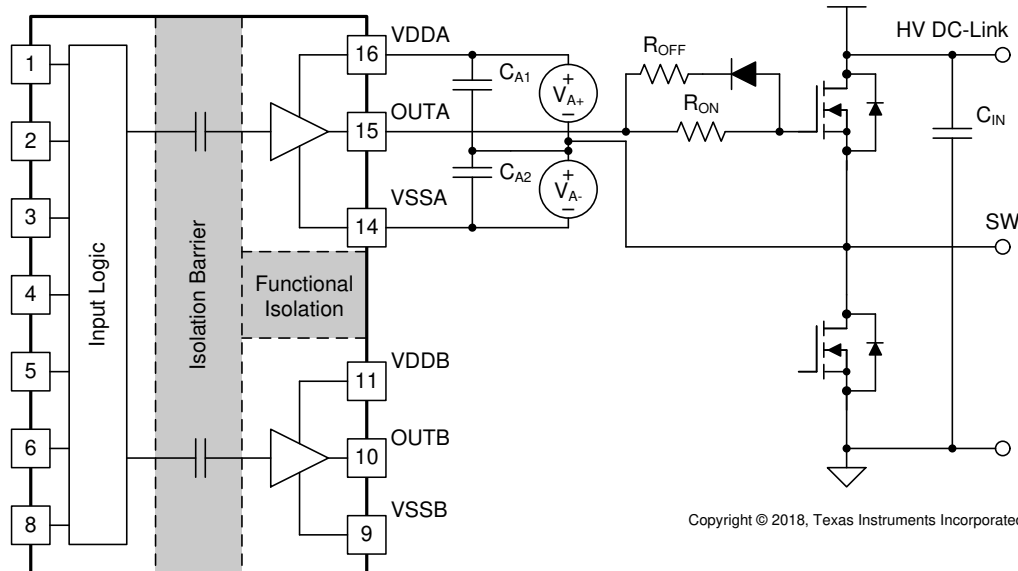 1
2
3
4
5
6
8
Input Logic
Isolation Barrier
Functional
Isolation
16
15
14
11
10
9
VDDA
OUTA
VSSA
VDDB
OUTB
VSSB
CA1
CA2
+
VA+
−
+
VA-
−
ROFF
RON
CIN
HV DC-Link
SW
Copyright © 2018, Texas Instruments Incorporated